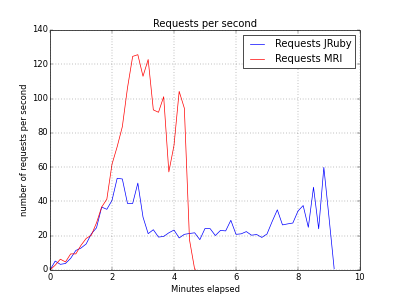 Requests per second
Requests JRuby
Requests MRI
140
120
100
80
60
40
20
0
number of requests per second
0 2 4 6 8 10
Minutes elapsed